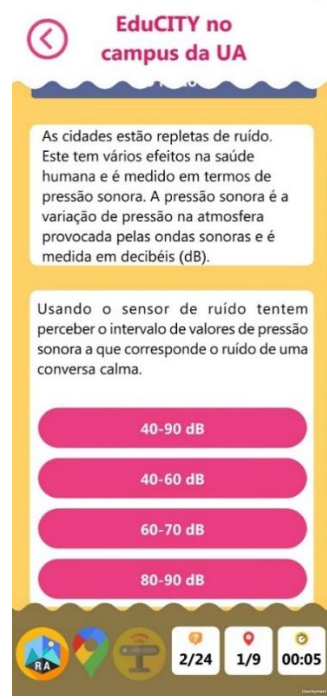 EduCITY no
campus da UA
As cidades estão repletas de ruído.
Este tem vários efeitos na saúde
humana e é medido em termos de
pressão sonora. A pressão sonora é a
variação de pressão na atmosfera
provocada pelas ondas sonoras e é
medida em decibéis (dB).
Usando o sensor de ruído tentem
perceber o intervalo de valores de pressão
sonora a que corresponde o ruído de uma
conversa calma.
40-90 dB
40-60 dB
60-70 dB
80-90 dB
RA
2/24
1/9
00:05